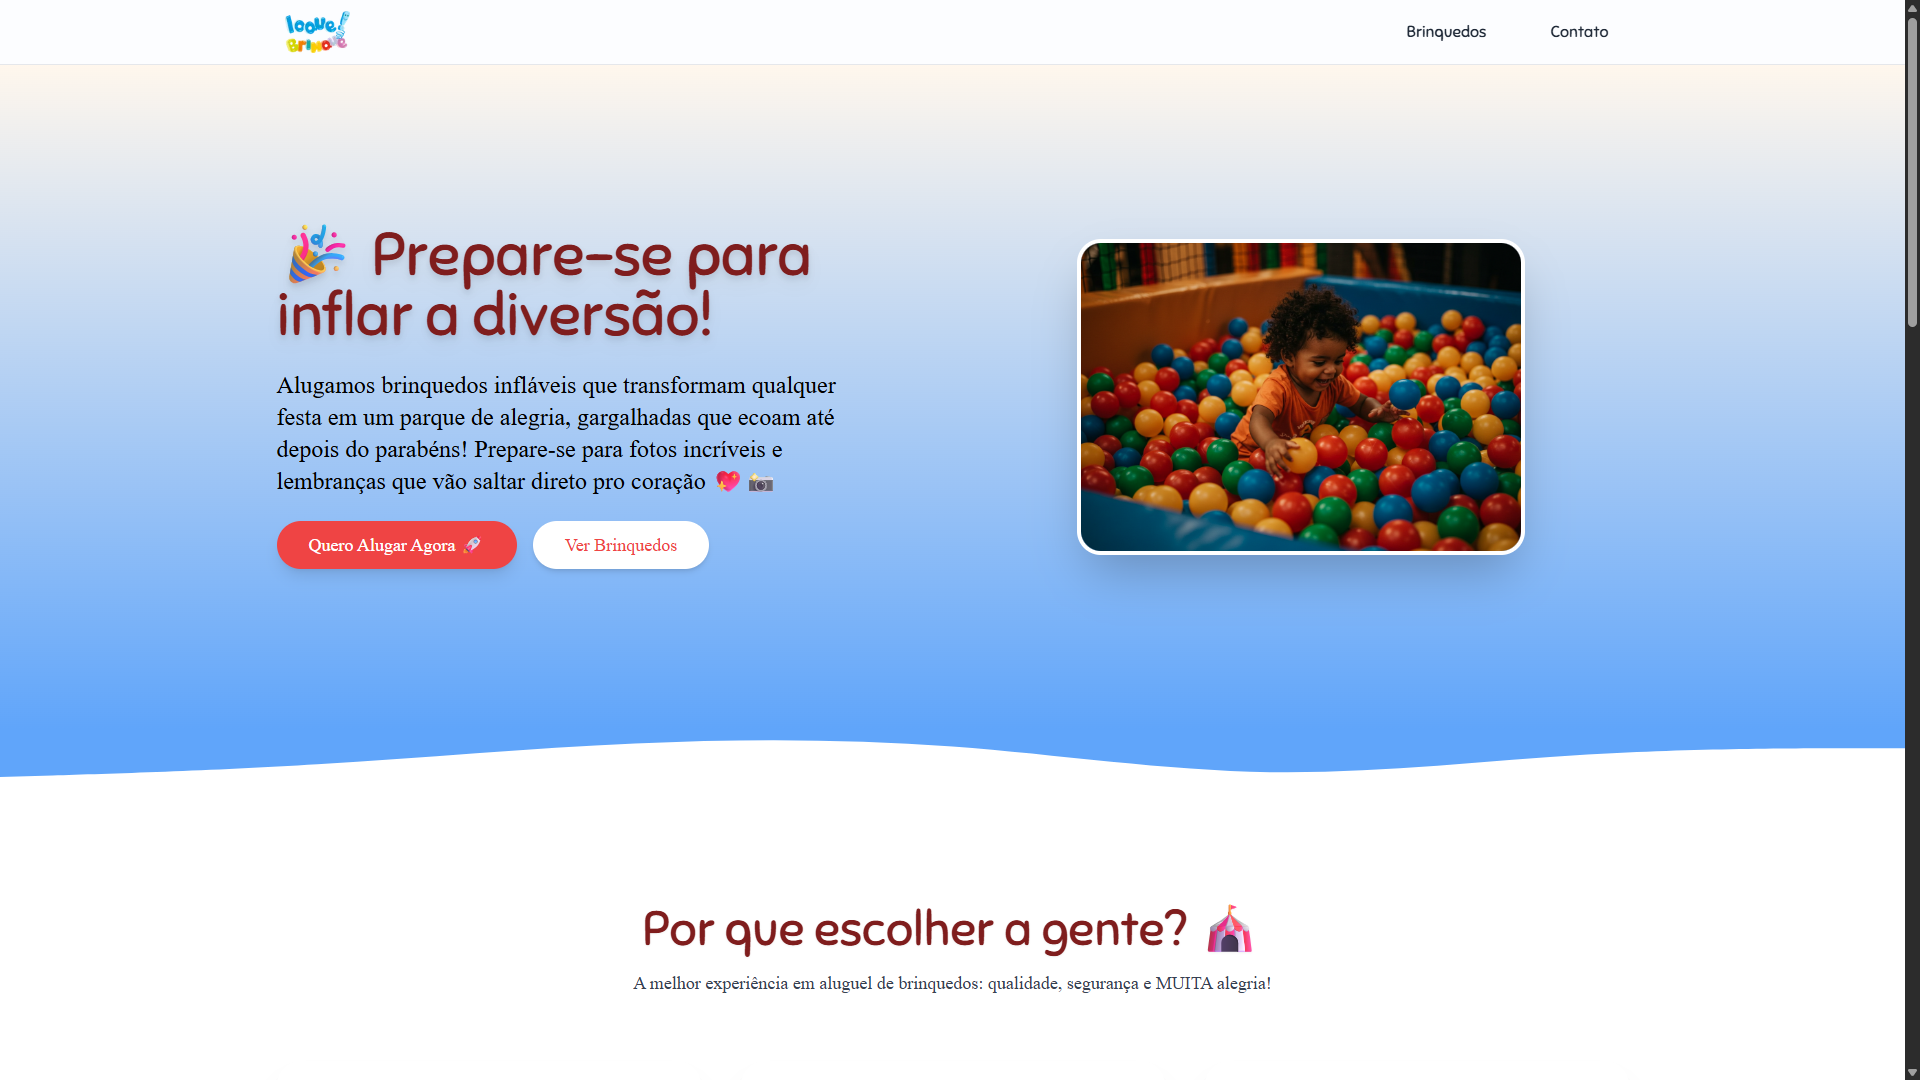 loque!
Brinque
Brinquedos
Contato
🎉 Prepare-se para
inflar a diversão!
Alugamos brinquedos infláveis que transformam qualquer
festa em um parque de alegria, gargalhadas que ecoam até
depois do parabéns! Prepare-se para fotos incríveis e
lembranças que vão saltar direto pro coração 💖 📸
Quero Alugar Agora 🚀
Ver Brinquedos
Por que escolher a gente? 🎪
A melhor experiência em aluguel de brinquedos: qualidade, segurança e MUITA alegria!